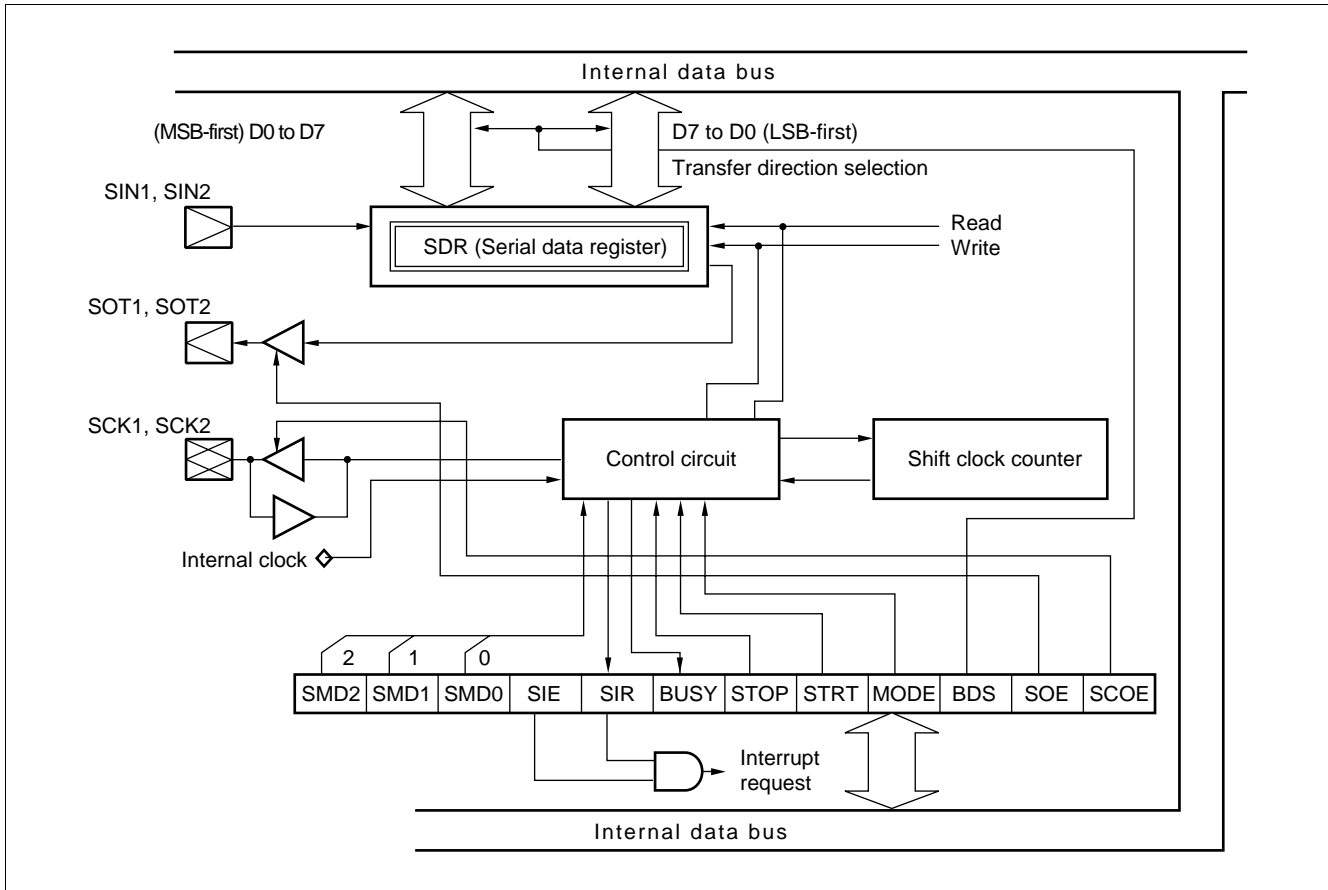 Internal data bus
(MSB-first) D0 to D7
D7 to D0 (LSB-first)
Transfer direction selection
SIN1, SIN2
Read
SDR (Serial data register)
Write
SOT1, SOT2
SCK1, SCK2
Control circuit
Shift clock counter
Internal clock
2
1
0
SMD2 SMD1 SMD0 SIE SIR BUSY STOP STRT MODE BDS SOE SCOE
Interrupt
request
Internal data bus